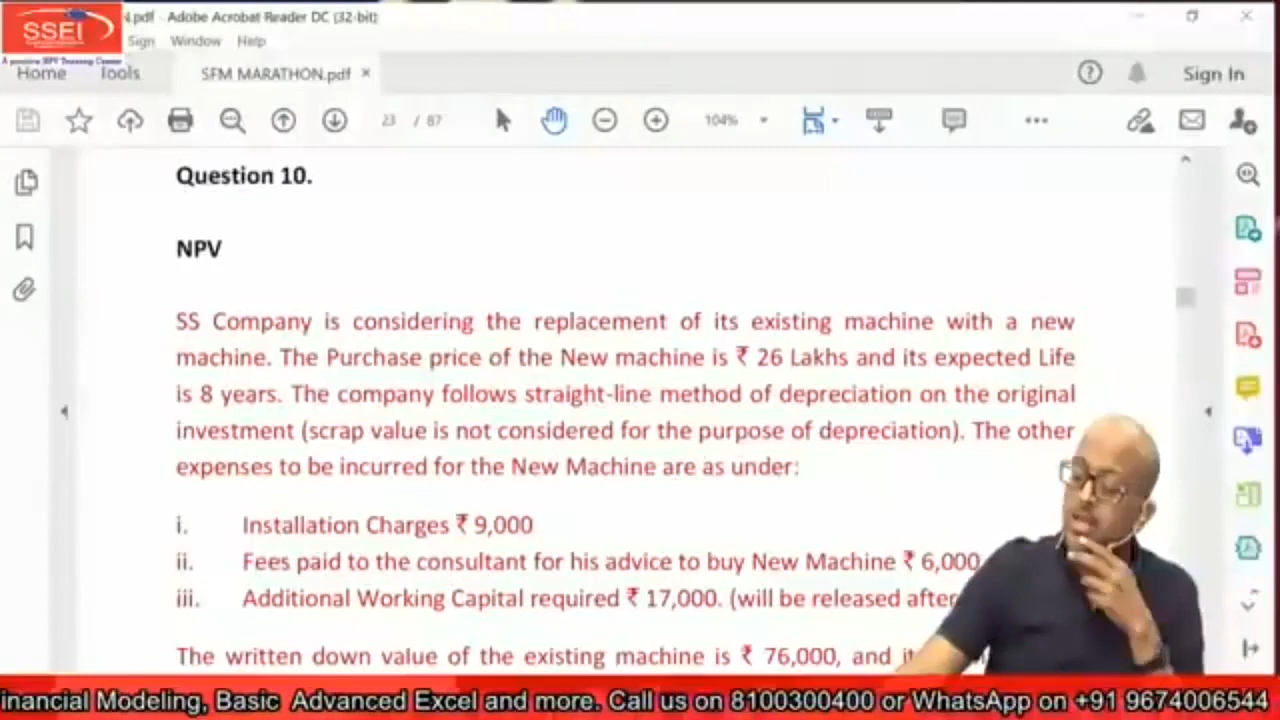 SSEI
A positive NPV Training Center
.pdf - Adobe Acrobat Reader DC (32-bit)
Sign Window Help
Home Tools SFM MARATHON.pdf × Sign In
23 / 87 104%
Question 10.
NPV
SS Company is considering the replacement of its existing machine with a new
machine. The Purchase price of the New machine is ₹ 26 Lakhs and its expected Life
is 8 years. The company follows straight-line method of depreciation on the original
investment (scrap value is not considered for the purpose of depreciation). The other
expenses to be incurred for the New Machine are as under:
i. Installation Charges ₹ 9,000
ii. Fees paid to the consultant for his advice to buy New Machine ₹ 6,000
iii. Additional Working Capital required ₹ 17,000. (will be released after
The written down value of the existing machine is ₹ 76,000, and
inancial Modeling, Basic Advanced Excel and more. Call us on 8100300400 or WhatsApp on +91 9674006544